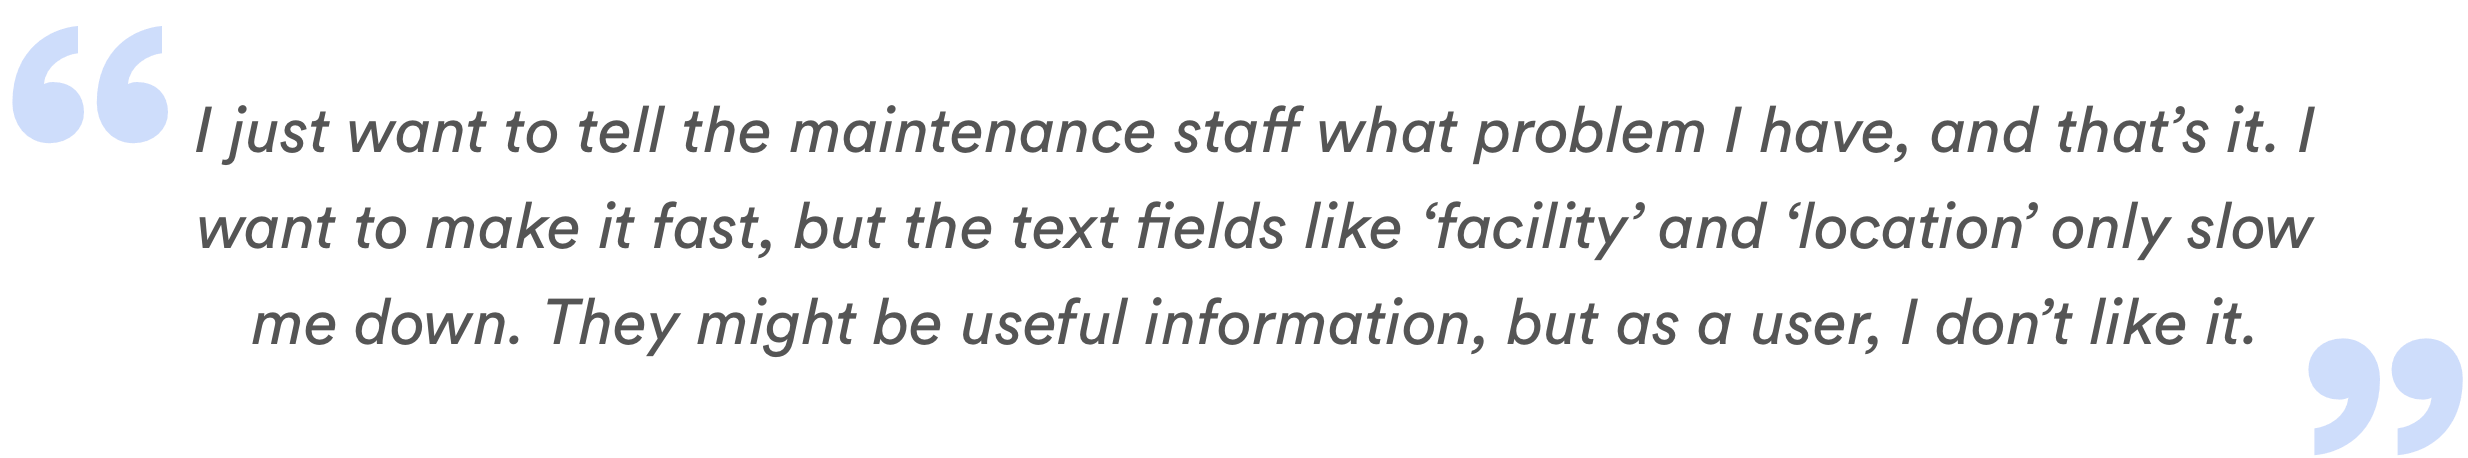 “I just want to tell the maintenance staff what problem I have, and that’s it. I
want to make it fast, but the text fields like ‘facility’ and ‘location’ only slow
me down. They might be useful information, but as a user, I don’t like it.”